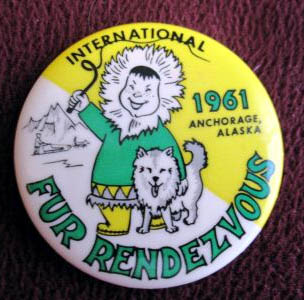 INTERNATIONAL
1961
ANCHORAGE,
ALASKA
FUR RENDEZVOUS